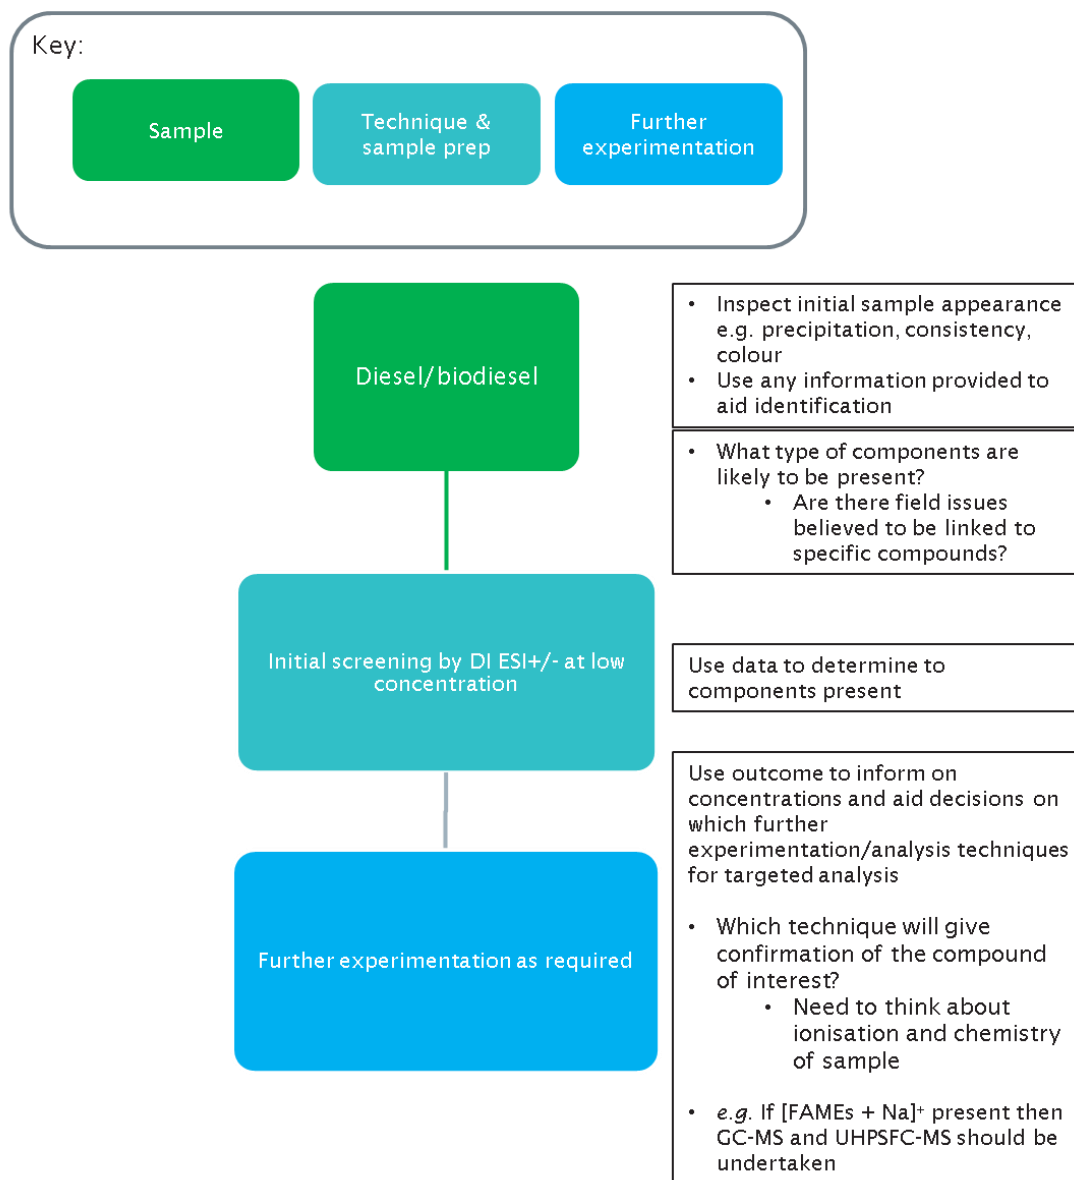 Key:
Sample
Technique &
sample prep
Further
experimentation
Diesel/biodiesel
• Inspect initial sample appearance
e.g. precipitation, consistency,
colour
• Use any information provided to
aid identification
• What type of components are
likely to be present?
• Are there field issues
believed to be linked to
specific compounds?
Initial screening by DI ESI+/- at low
concentration
Use data to determine to
components present
Further experimentation as required
Use outcome to inform on
concentrations and aid decisions on
which further
experimentation/analysis techniques
for targeted analysis
• Which technique will give
confirmation of the compound
of interest?
• Need to think about
ionisation and chemistry
of sample
• e.g. If [FAMEs + Na]⁺ present then
GC-MS and UHPSFC-MS should be
undertaken